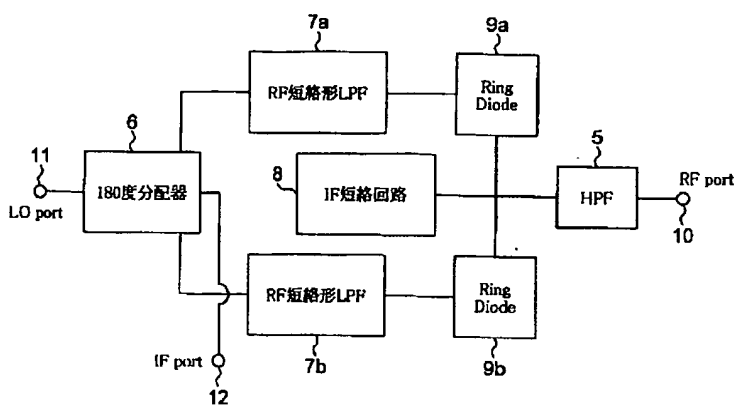 7a
9a
RF短絡形LPF
Ring
Diode
6
11
180度分配器
LO port
8
IF短絡回路
5
HPF
RF port
10
RF短絡形LPF
Ring
Diode
IF port
12
7b
9b